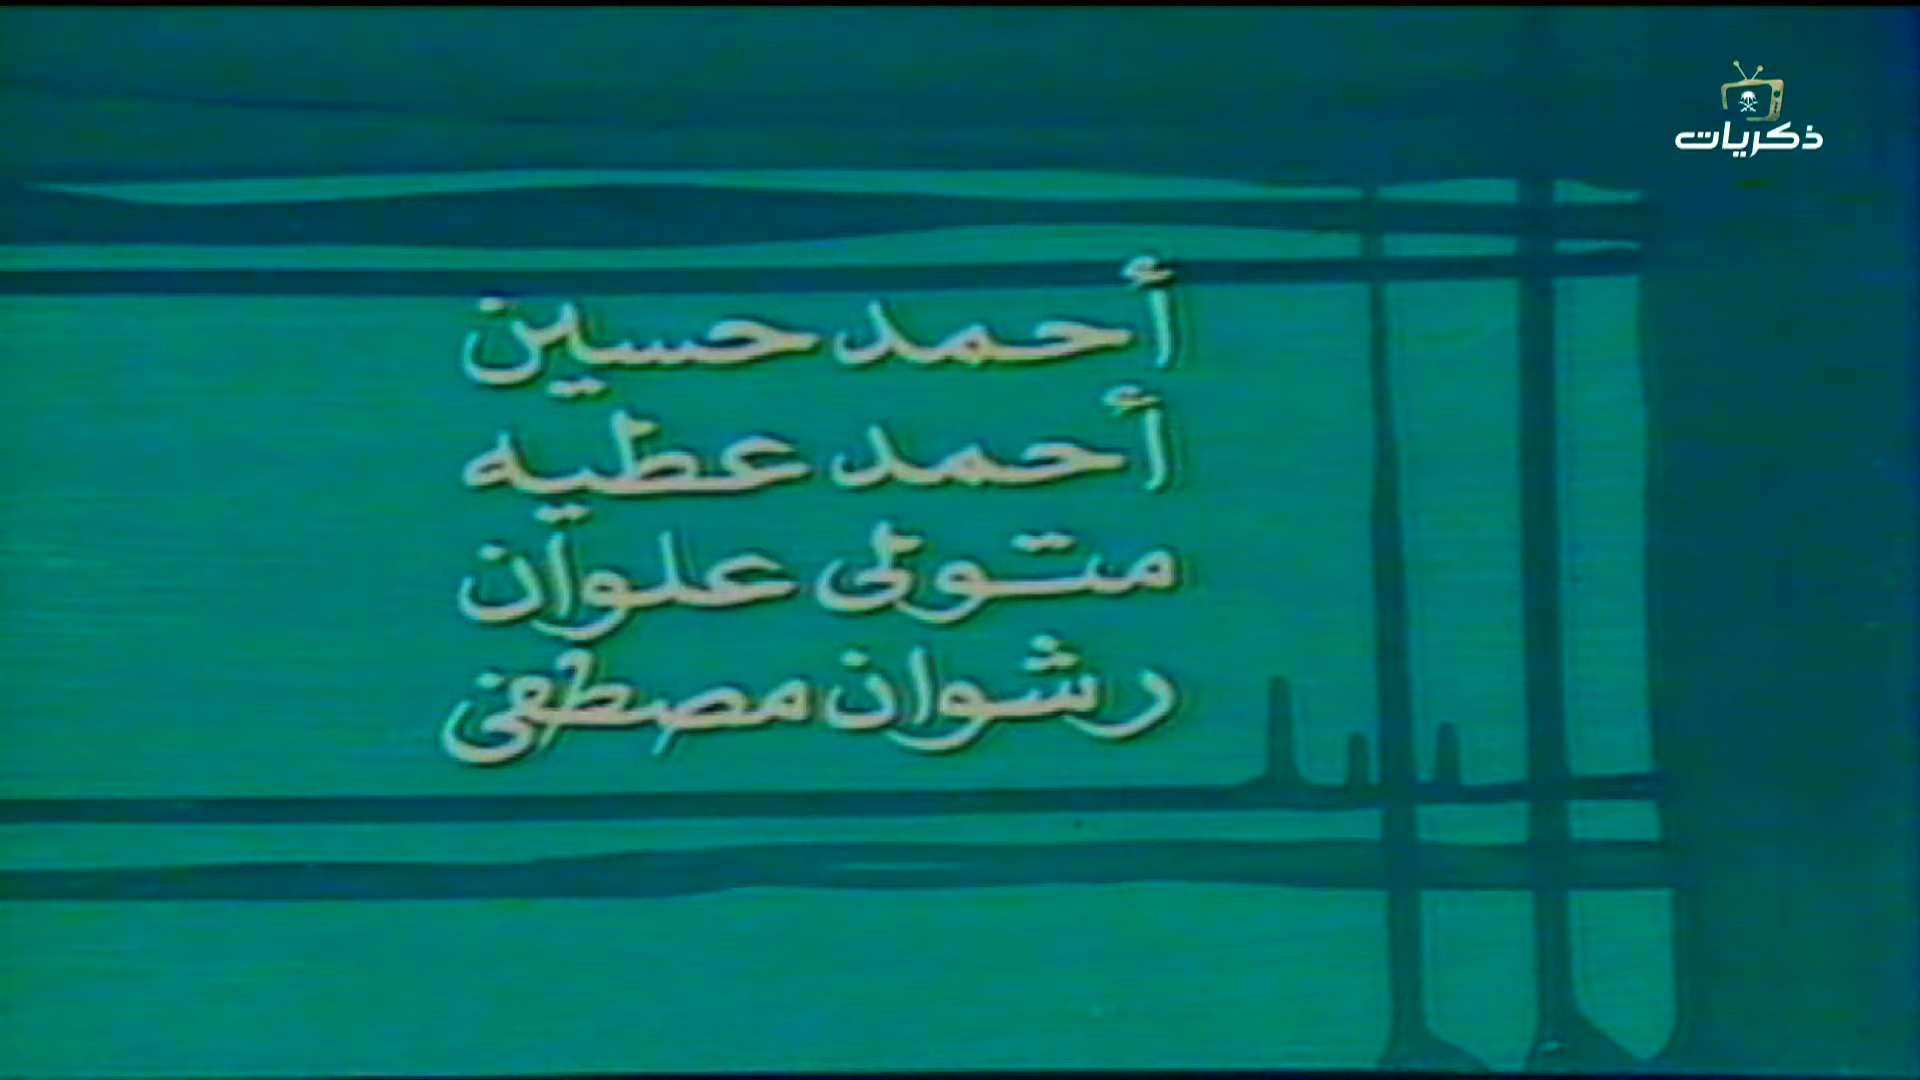 ذكريات
أحمد حسين
أحمد عطيه
متولى علوان
رشوان مصطفى